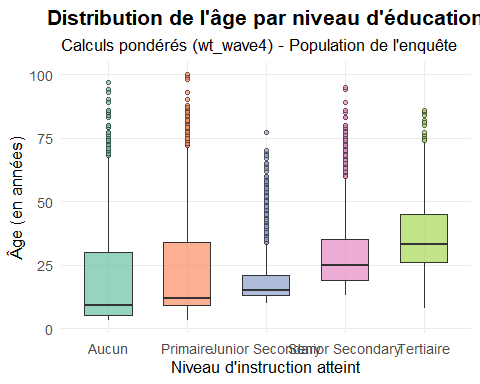 Distribution de l'âge par niveau d'éducation
Calculs pondérés (wt_wave4) - Population de l'enquête
Âge (en années)
100
75
50
25
0
Aucun Primaire Junior Secondary Senior Secondary Tertiaire
Niveau d'instruction atteint